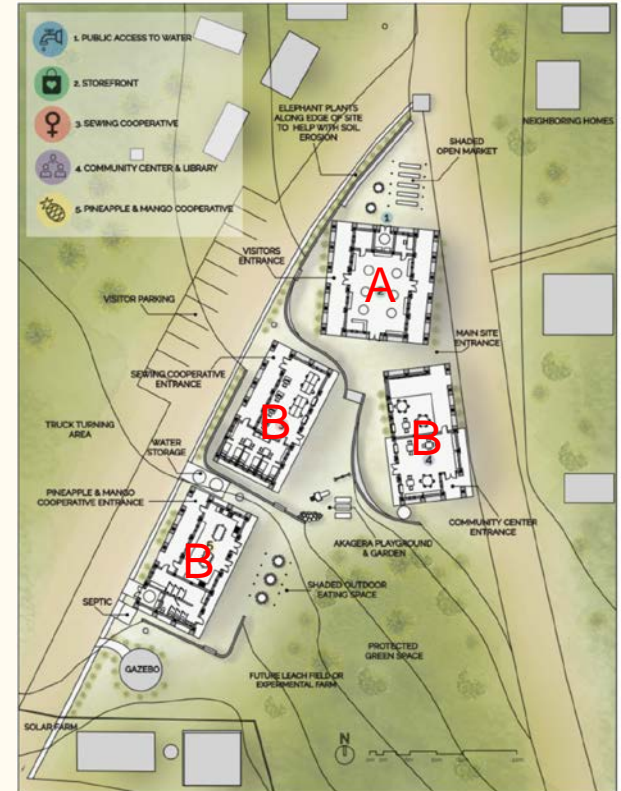 1. PUBLIC ACCESS TO WATER
2. STOREFRONT
3. SEWING COOPERATIVE
4. COMMUNITY CENTER & LIBRARY
5. PINEAPPLE & MANGO COOPERATIVE
ELEPHANT PLANTS
ALONG EDGE OF SITE
TO HELP WITH SOIL
EROSION
NEIGHBORING HOMES
SHADED
OPEN MARKET
1
VISITORS
ENTRANCE
A
VISITOR PARKING
MAIN SITE
ENTRANCE
SEWING COOPERATIVE
ENTRANCE
B
B
4
TRUCK TURNING
AREA
WATER
STORAGE
PINEAPPLE & MANGO
COOPERATIVE ENTRANCE
COMMUNITY CENTER
ENTRANCE
AKAGERA PLAYGROUND
& GARDEN
B
SHADED OUTDOOR
EATING SPACE
SEPTIC
PROTECTED
GREEN SPACE
GAZEBO
FUTURE LEACH FIELD OR
EXPERIMENTAL FARM
SOLAR FARM
N